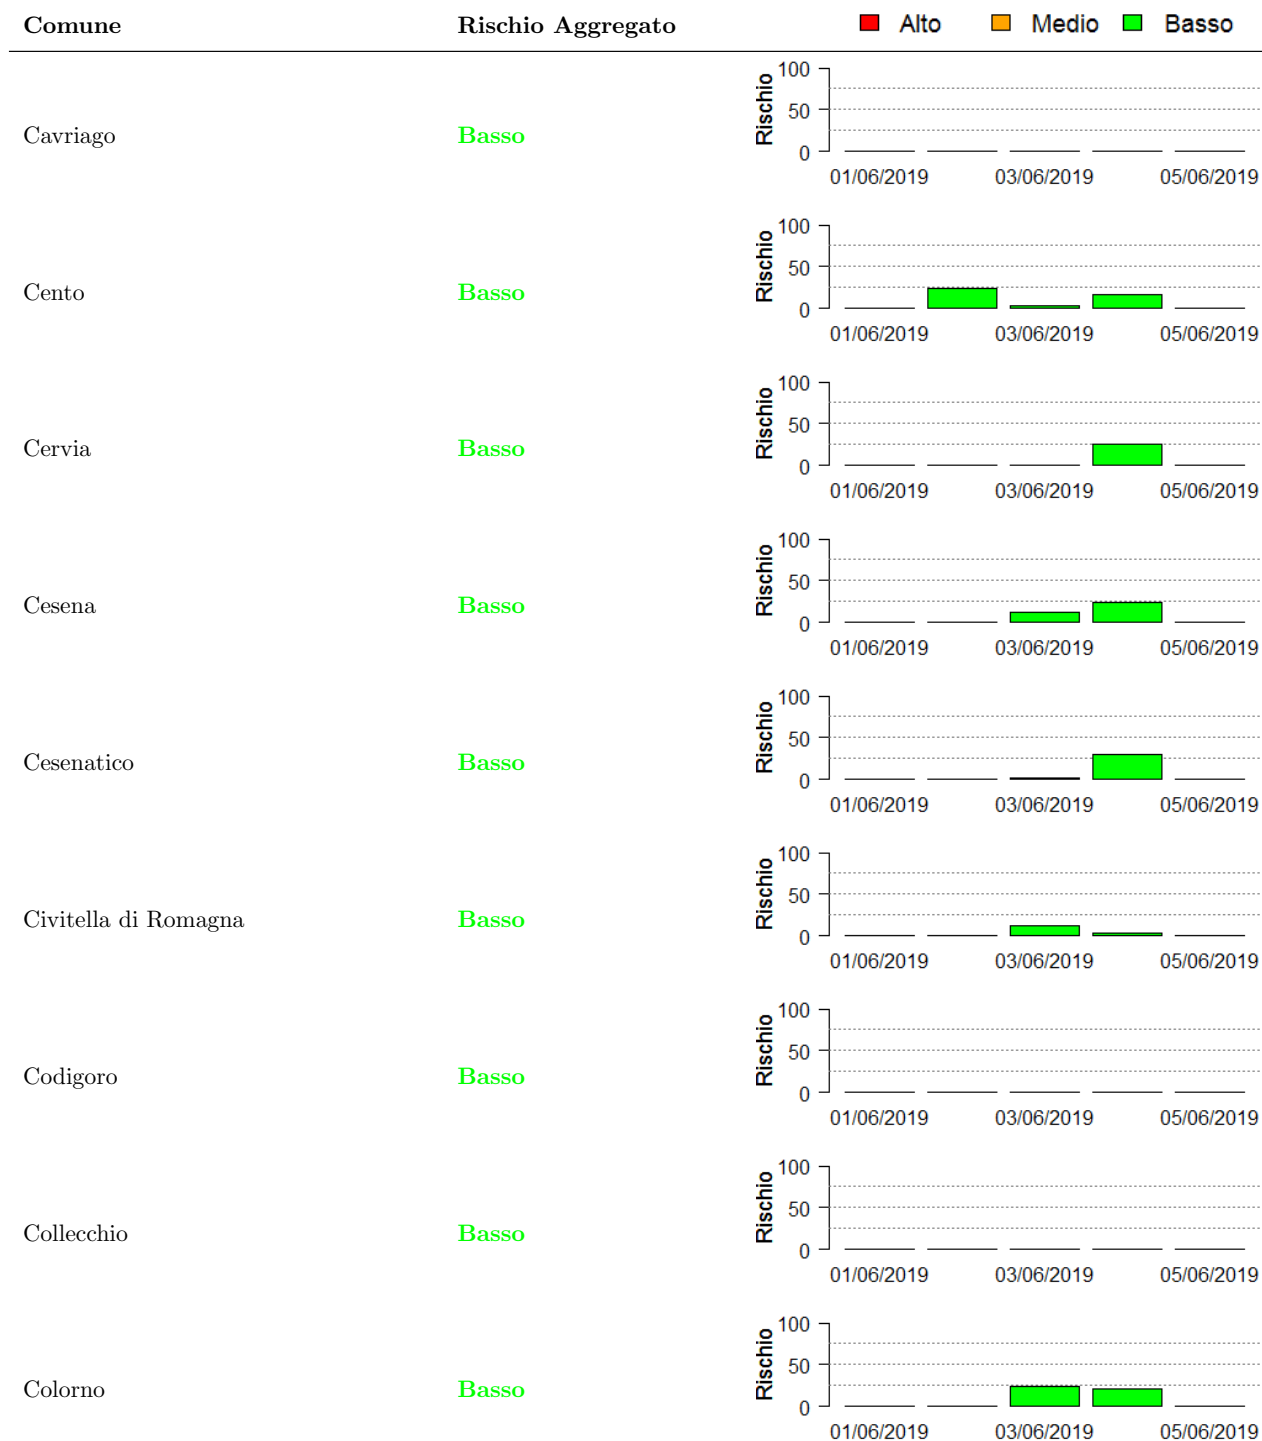 Comune Rischio Aggregato Alto Medio Basso
Cavriago Basso Rischio 100 50 0
01/06/2019 03/06/2019 05/06/2019
Cento Basso Rischio 100 50 0
01/06/2019 03/06/2019 05/06/2019
Cervia Basso Rischio 100 50 0
01/06/2019 03/06/2019 05/06/2019
Cesena Basso Rischio 100 50 0
01/06/2019 03/06/2019 05/06/2019
Cesenatico Basso Rischio 100 50 0
01/06/2019 03/06/2019 05/06/2019
Civitella di Romagna Basso Rischio 100 50 0
01/06/2019 03/06/2019 05/06/2019
Codigoro Basso Rischio 100 50 0
01/06/2019 03/06/2019 05/06/2019
Collecchio Basso Rischio 100 50 0
01/06/2019 03/06/2019 05/06/2019
Colorno Basso Rischio 100 50 0
01/06/2019 03/06/2019 05/06/2019